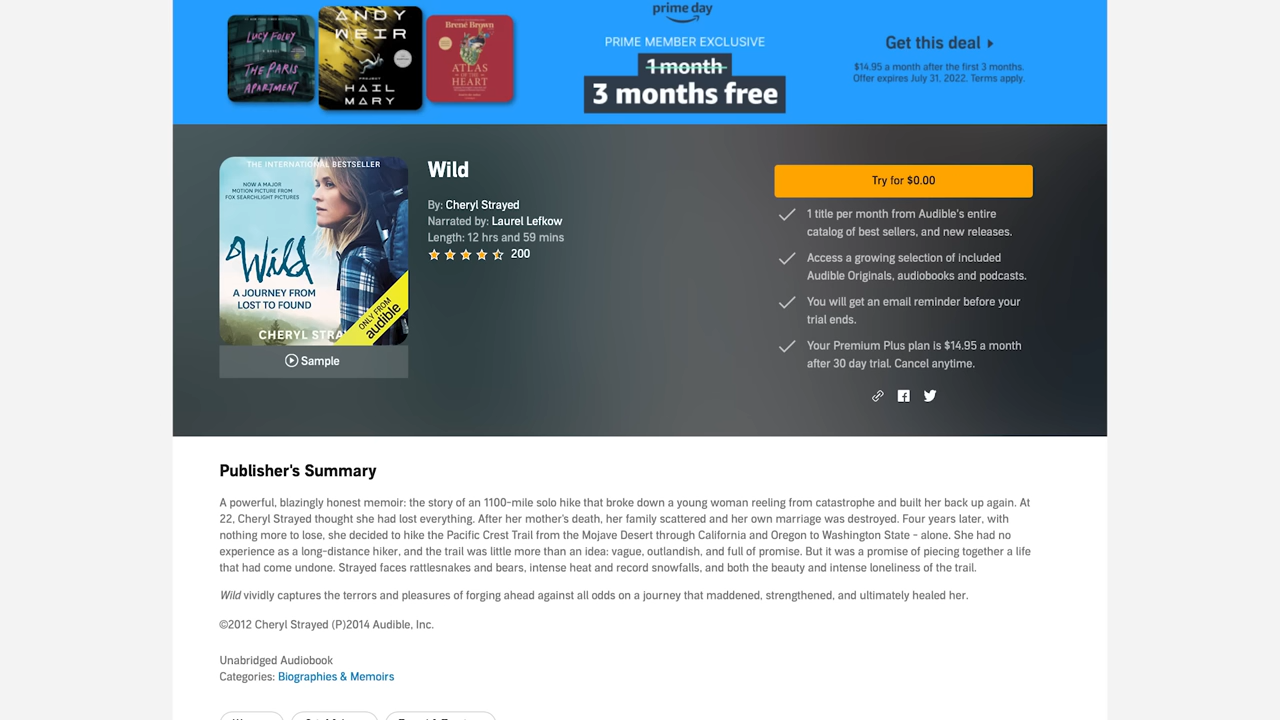 LUCY FOLEY
THE PARIS
APARTMENT
ANDY
WEIR
PROJECT
HAIL
MARY
Brené Brown
ATLAS
OF THE
HEART
prime day
PRIME MEMBER EXCLUSIVE
1 month
3 months free
Get this deal
$14.95 a month after the first 3 months.
Offer expires July 31, 2022. Terms apply.
THE INTERNATIONAL BESTSELLER
NOW A MAJOR
MOTION PICTURE FROM
FOX SEARCHLIGHT PICTURES
Wild
A JOURNEY FROM
LOST TO FOUND
CHERYL STRA
ONLY FROM
audible
Sample
Wild
By: Cheryl Strayed
Narrated by: Laurel Lefkow
Length: 12 hrs and 59 mins
200
Try for $0.00
1 title per month from Audible's entire
catalog of best sellers, and new releases.
Access a growing selection of included
Audible Originals, audiobooks and podcasts.
You will get an email reminder before your
trial ends.
Your Premium Plus plan is $14.95 a month
after 30 day trial. Cancel anytime.
Publisher's Summary
A powerful, blazingly honest memoir: the story of an 1100-mile solo hike that broke down a young woman reeling from catastrophe and built her back up again. At
22, Cheryl Strayed thought she had lost everything. After her mother's death, her family scattered and her own marriage was destroyed. Four years later, with
nothing more to lose, she decided to hike the Pacific Crest Trail from the Mojave Desert through California and Oregon to Washington State - alone. She had no
experience as a long-distance hiker, and the trail was little more than an idea: vague, outlandish, and full of promise. But it was a promise of piecing together a life
that had come undone. Strayed faces rattlesnakes and bears, intense heat and record snowfalls, and both the beauty and intense loneliness of the trail.
Wild vividly captures the terrors and pleasures of forging ahead against all odds on a journey that maddened, strengthened, and ultimately healed her.
©2012 Cheryl Strayed (P)2014 Audible, Inc.
Unabridged Audiobook
Categories: Biographies & Memoirs